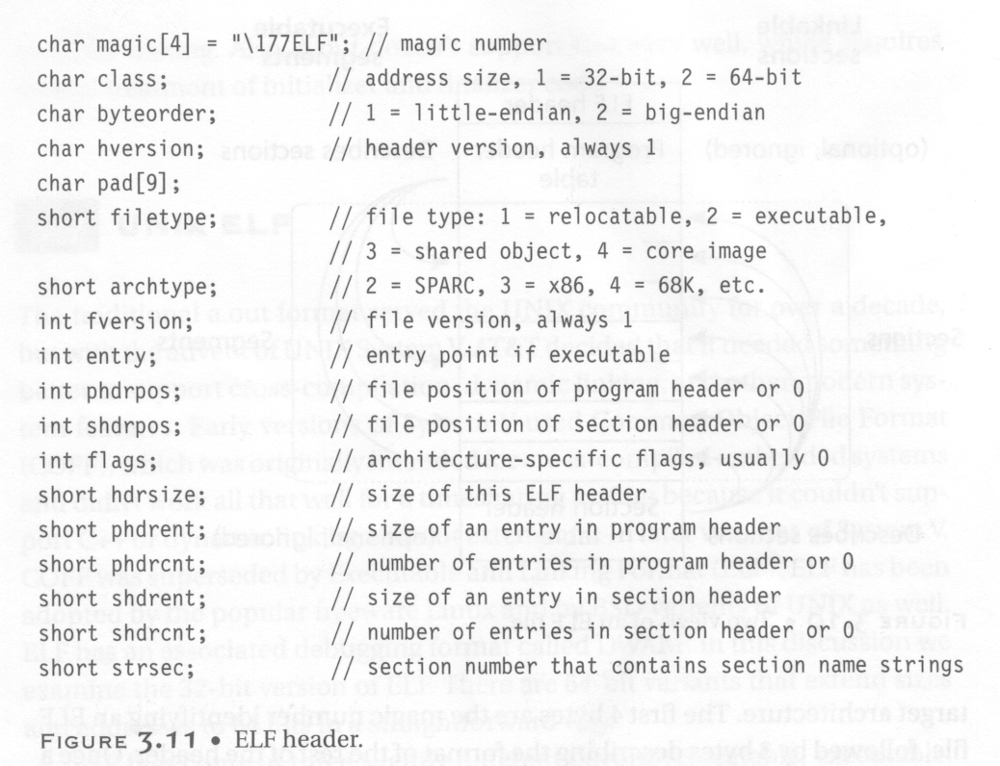 char magic[4] = "\177ELF"; // magic number
char class; // address size, 1 = 32-bit, 2 = 64-bit
char byteorder; // 1 = little-endian, 2 = big-endian
char hversion; // header version, always 1
char pad[9];
short filetype; // file type: 1 = relocatable, 2 = executable,
// 3 = shared object, 4 = core image
short archtype; // 2 = SPARC, 3 = x86, 4 = 68K, etc.
int fversion; // file version, always 1
int entry; // entry point if executable
int phdrpos; // file position of program header or 0
int shdrpos; // file position of section header or 0
int flags; // architecture-specific flags, usually 0
short hdrsize; // size of this ELF header
short phdrent; // size of an entry in program header
short phdrcnt; // number of entries in program header or 0
short shdrent; // size of an entry in section header
short shdrcnt; // number of entries in section header or 0
short strsec; // section number that contains section name strings
FIGURE 3.11 • ELF header.